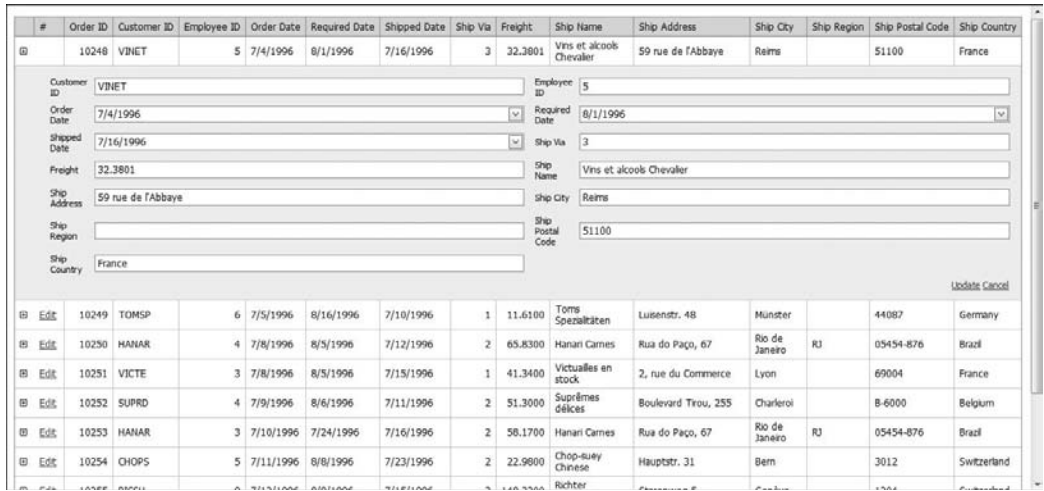 # Order ID Customer ID Employee ID Order Date Required Date Shipped Date Ship Via Freight Ship Name Ship Address Ship City Ship Region Ship Postal Code Ship Country
10248 VINET 5 7/4/1996 8/1/1996 7/16/1996 3 32.3801 Vins et alcools Chevalier 59 rue de l'Abbaye Reims 51100 France
Customer ID VINET Employee ID 5
Order Date 7/4/1996 Required Date 8/1/1996
Shipped Date 7/16/1996 Ship Via 3
Freight 32.3801 Ship Name Vins et alcools Chevalier
Ship Address 59 rue de l'Abbaye Ship City Reims
Ship Region Ship Postal Code 51100
Ship Country France
Update Cancel
Edit 10249 TOMSP 6 7/5/1996 8/16/1996 7/10/1996 1 11.6100 Toms Spezialitäten Luisenstr. 48 Münster 44087 Germany
Edit 10250 HANAR 4 7/8/1996 8/5/1996 7/12/1996 2 65.8300 Hanari Carnes Rua do Paço, 67 Rio de Janeiro RJ 05454-876 Brazil
Edit 10251 VICTE 3 7/8/1996 8/5/1996 7/15/1996 1 41.3400 Victuailles en stock 2, rue du Commerce Lyon 69004 France
Edit 10252 SUPRD 4 7/9/1996 8/6/1996 7/11/1996 2 51.3000 Suprêmes délices Boulevard Tirou, 255 Charleroi B-6000 Belgium
Edit 10253 HANAR 3 7/10/1996 7/24/1996 7/16/1996 2 58.1700 Hanari Carnes Rua do Paço, 67 Rio de Janeiro RJ 05454-876 Brazil
Edit 10254 CHOPS 5 7/11/1996 8/8/1996 7/23/1996 2 22.9800 Chop-suey Chinese Hauptstr. 31 Bern 3012 Switzerland
Richter